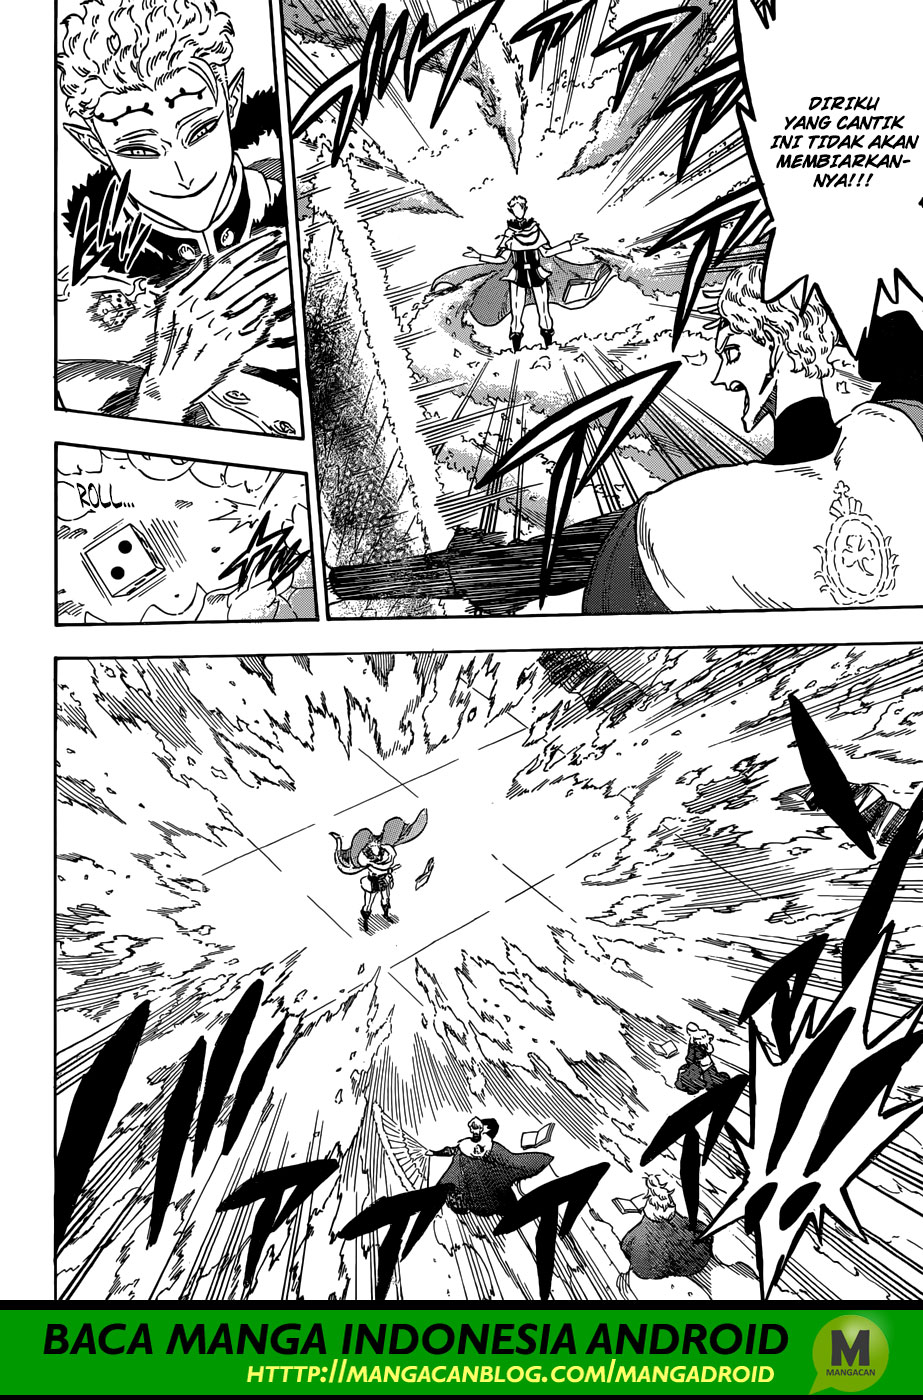 DIRIKU
YANG CANTIK
INI TIDAK AKAN
MEMBIARKAN-
NYA!!!
ROLL...
!!
BACA MANGA INDONESIA ANDROID
HTTTP://MANGACANBLOG.COM/MANGADROID
M
MANGACAN